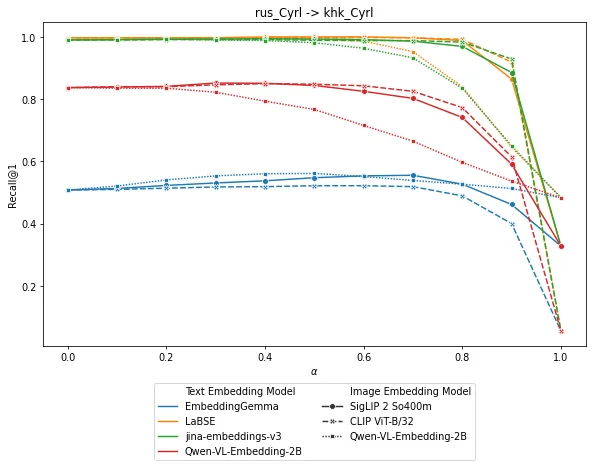 rus_Cyrl -> khk_Cyrl
Recall@1
1.0
0.8
0.6
0.4
0.2
0.0 0.2 0.4 0.6 0.8 1.0
α
Text Embedding Model
EmbeddingGemma
LaBSE
jina-embeddings-v3
Qwen-VL-Embedding-2B
Image Embedding Model
SigLIP 2 So400m
CLIP ViT-B/32
Qwen-VL-Embedding-2B